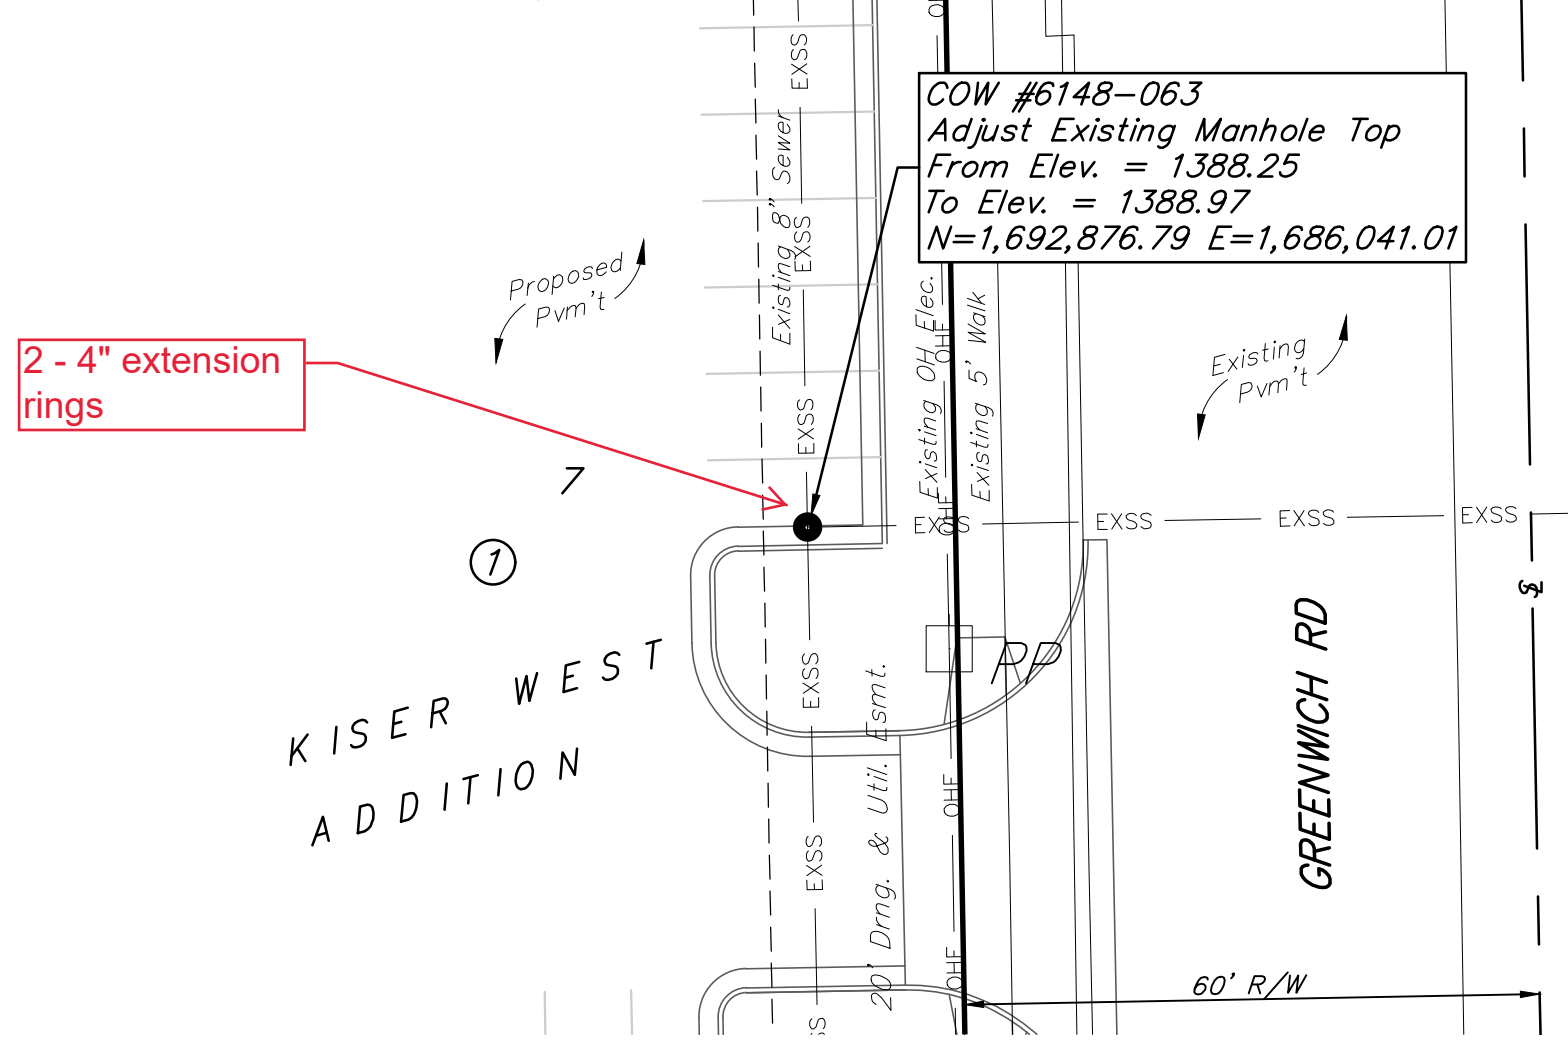 COW #6148-063
Adjust Existing Manhole Top
From Elev. = 1388.25
To Elev. = 1388.97
N=1,692,876.79 E=1,686,041.01
2 - 4" extension
rings
Proposed
Pvm't
Existing
Pvm't
7
1
KISER WEST
ADDITION
EXSS
EXSS
EXSS
EXSS
EXSS
EXSS
EXSS
EXSS
EXSS
Existing 8" Sewer
Existing OH Elec.
Existing 5' Walk
OHE
OHE
OHE
OHE
PP
20' Drng. & Util. Esmt.
GREENWICH RD
60' R/W